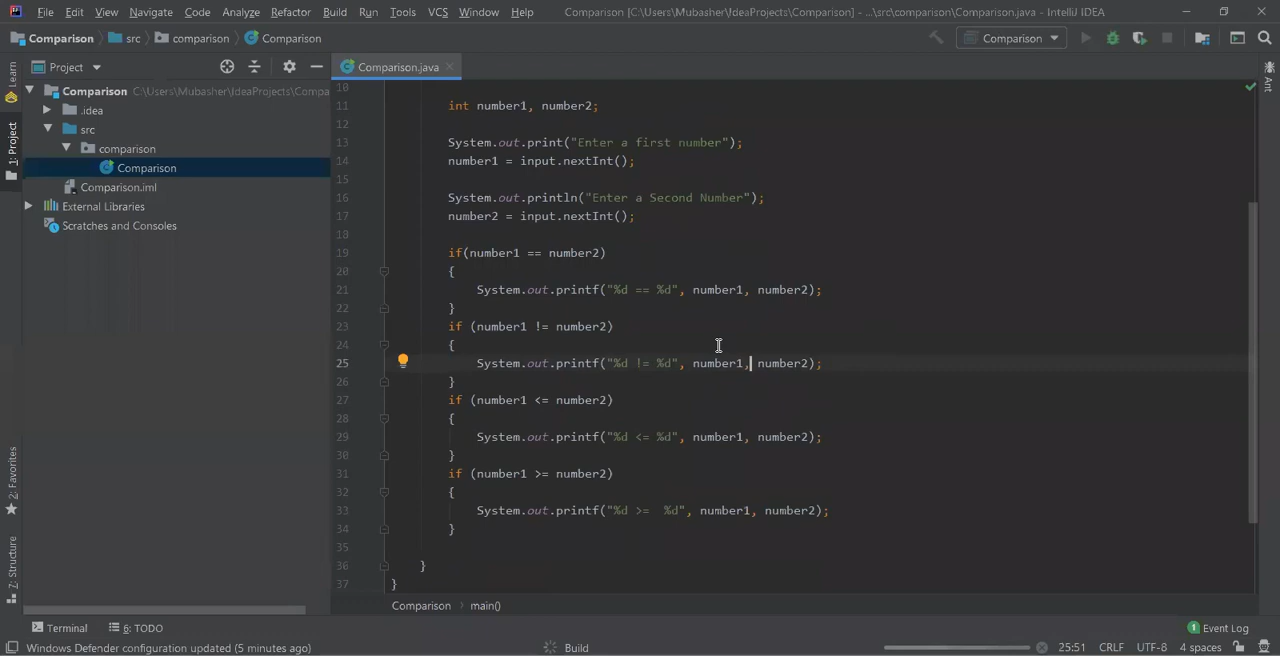 File Edit View Navigate Code Analyze Refactor Build Run Tools VCS Window Help Comparison [C:\Users\Mubasher\IdeaProjects\Comparison] - ...\src\comparison\Comparison.java - IntelliJ IDEA
Comparison src comparison Comparison Comparison
Learn
1: Project
2: Favorites
Z: Structure
Ant
Project
Comparison C:\Users\Mubasher\IdeaProjects\Compa
.idea
src
comparison
Comparison
Comparison.iml
External Libraries
Scratches and Consoles
Comparison.java
10
11 int number1, number2;
12
13 System.out.print("Enter a first number");
14 number1 = input.nextInt();
15
16 System.out.println("Enter a Second Number");
17 number2 = input.nextInt();
18
19 if(number1 == number2)
20 {
21 System.out.printf("%d == %d", number1, number2);
22 }
23 if (number1 != number2)
24 {
25 System.out.printf("%d != %d", number1, number2);
26 }
27 if (number1 <= number2)
28 {
29 System.out.printf("%d <= %d", number1, number2);
30 }
31 if (number1 >= number2)
32 {
33 System.out.printf("%d >=  %d", number1, number2);
34 }
35
36 }
37 }
Comparison main()
Terminal 6: TODO 1 Event Log
Windows Defender configuration updated (5 minutes ago) Build 25:51 CRLF UTF-8 4 spaces